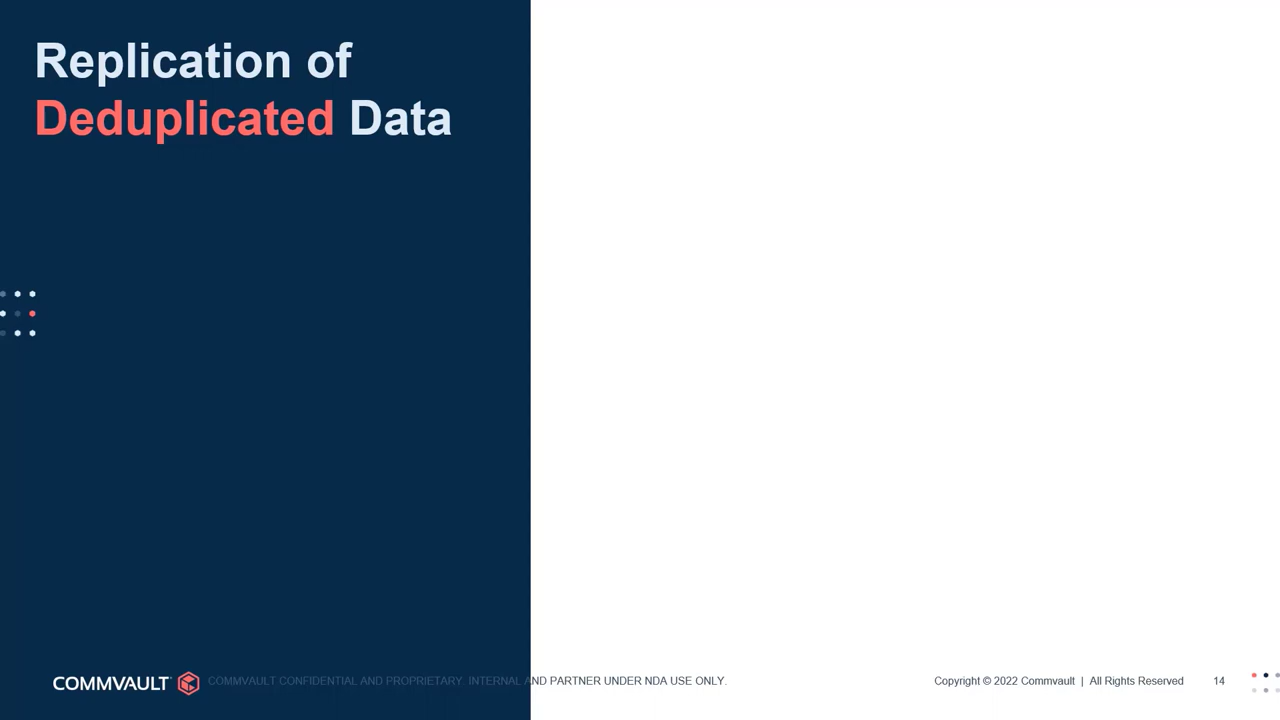 Replication of
Deduplicated Data
COMMVAULT COMMVAULT CONFIDENTIAL AND PROPRIETARY. INTERNAL AND PARTNER UNDER NDA USE ONLY. Copyright © 2022 Commvault | All Rights Reserved 14